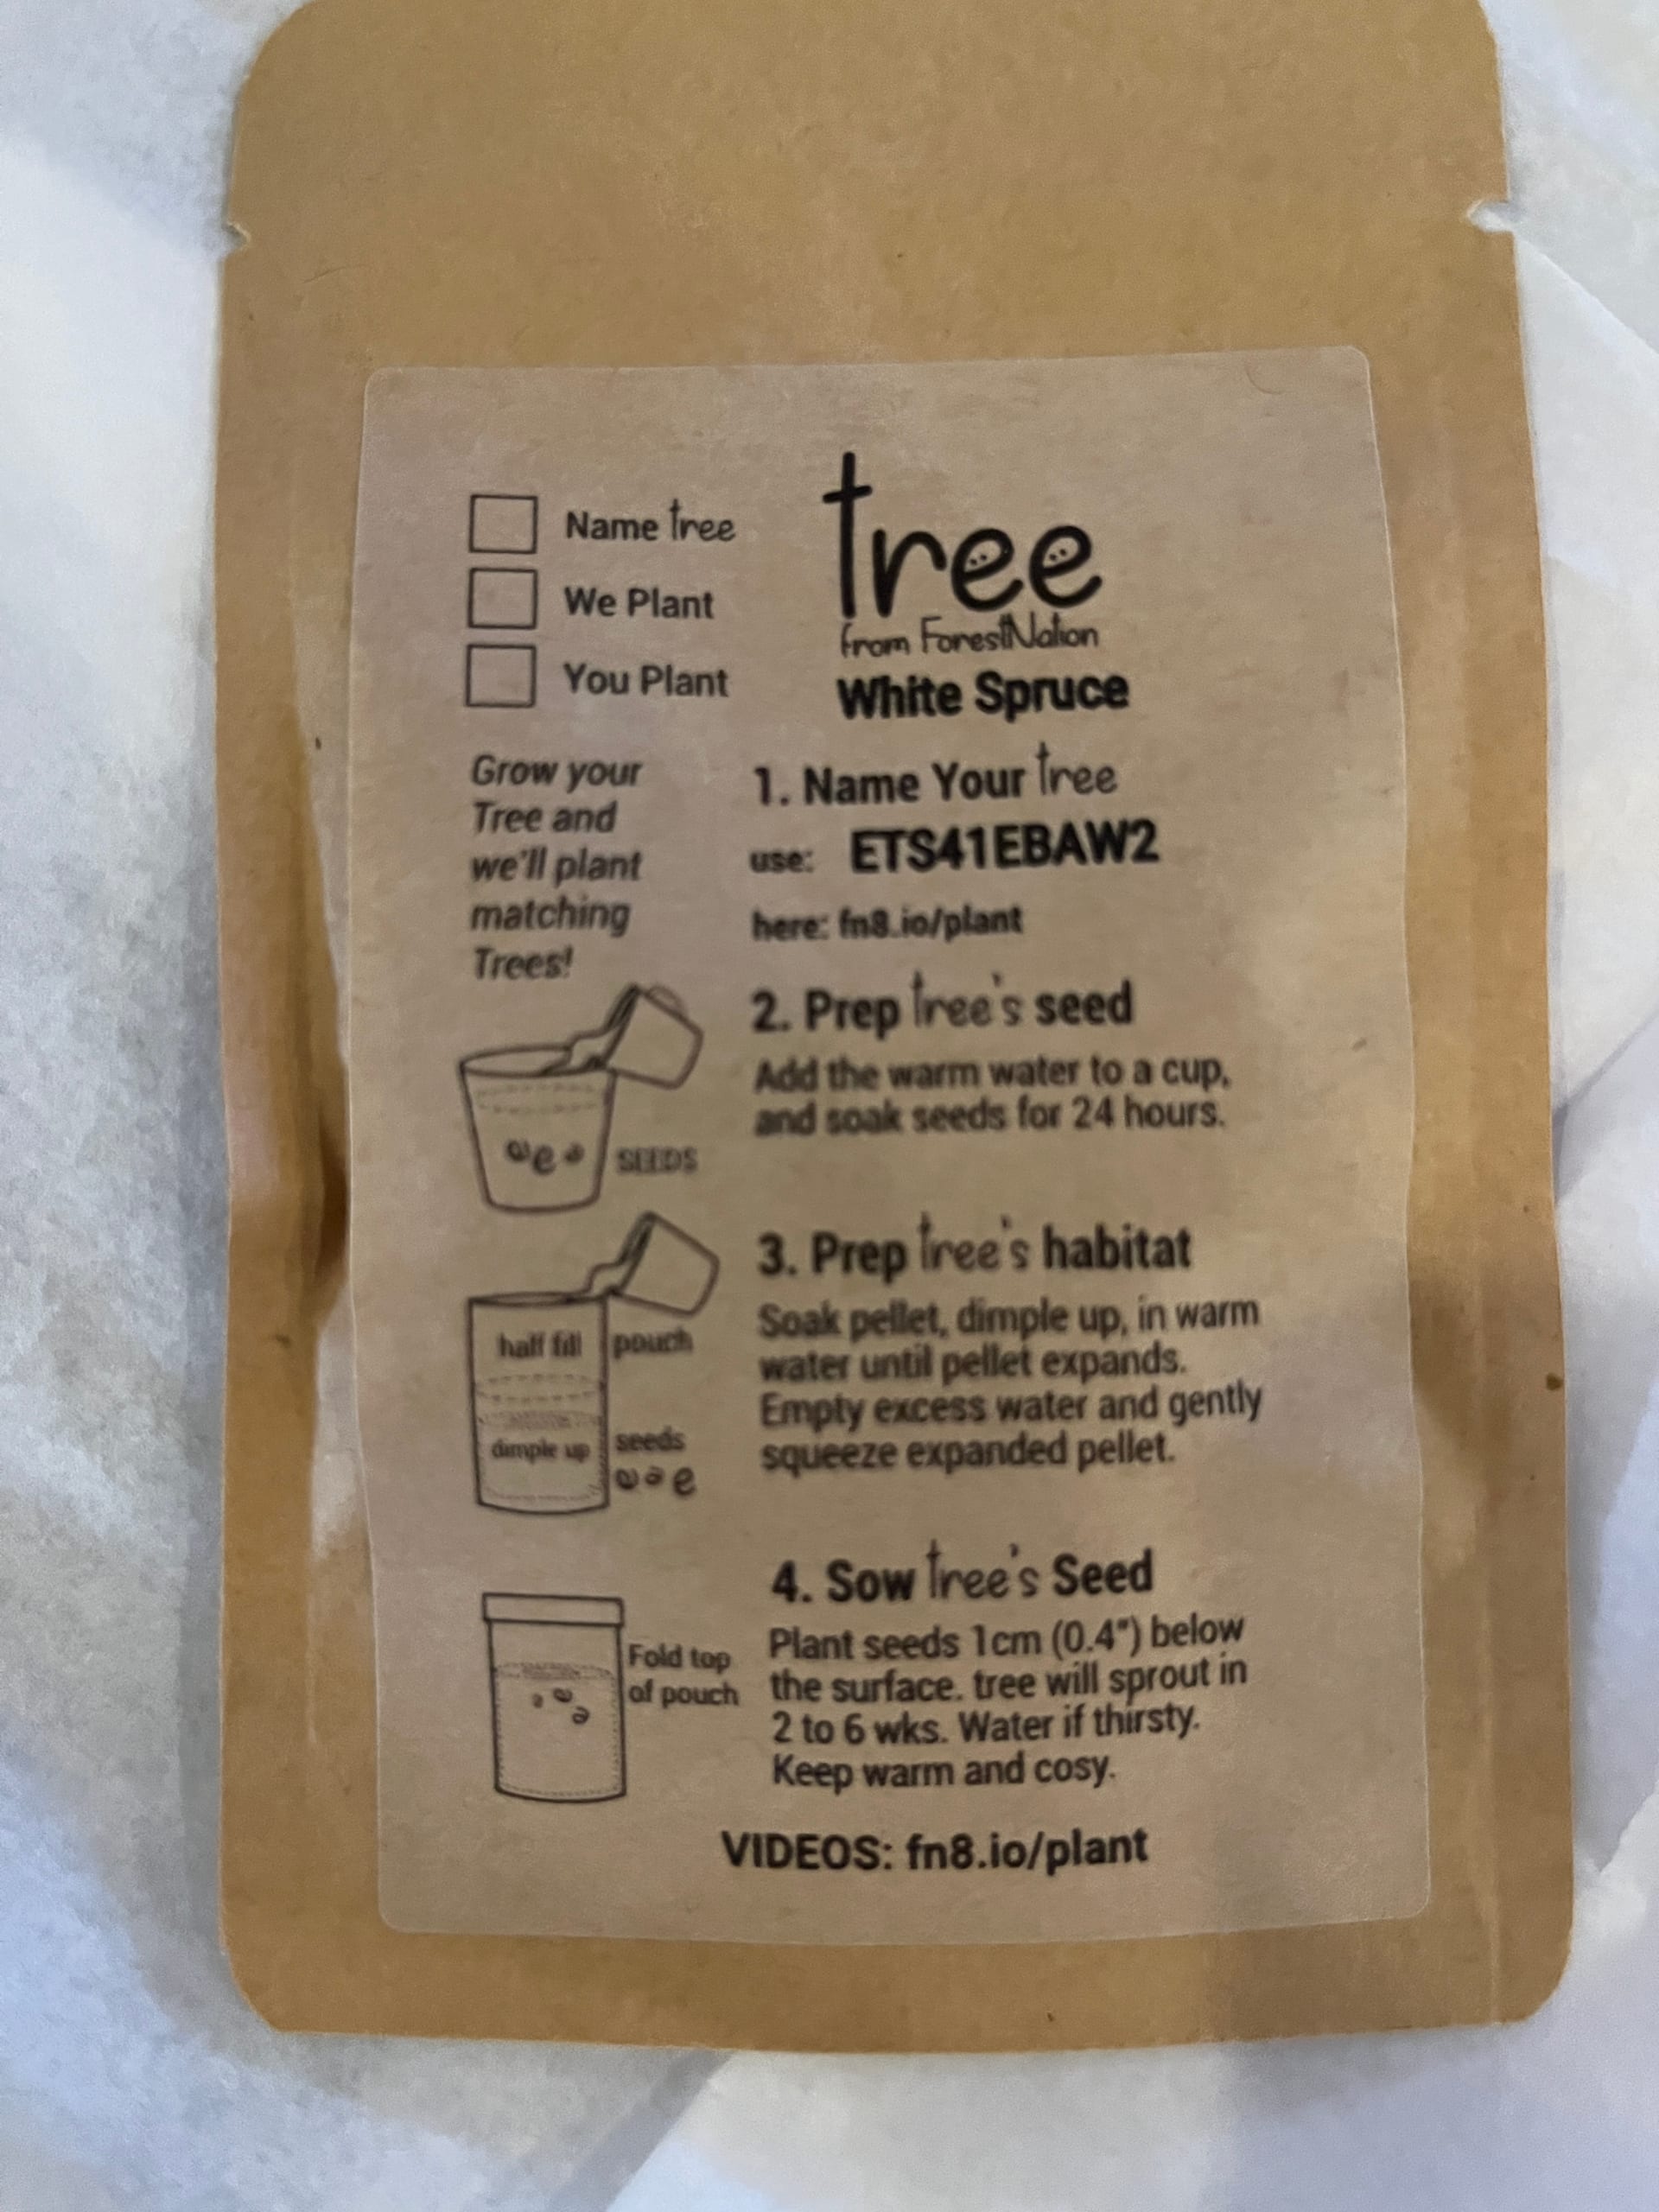 Name tree
We Plant
You Plant
tree
from ForestNation
White Spruce
Grow your
Tree and
we'll plant
matching
Trees!
1. Name Your tree
use: ETS41EBAW2
here: fn8.io/plant
2. Prep tree's seed
Add the warm water to a cup,
and soak seeds for 24 hours.
SEEDS
3. Prep tree's habitat
Soak pellet, dimple up, in warm
water until pellet expands.
Empty excess water and gently
squeeze expanded pellet.
half fill pouch
dimple up seeds
4. Sow tree's Seed
Plant seeds 1cm (0.4") below
the surface. tree will sprout in
2 to 6 wks. Water if thirsty.
Keep warm and cosy.
Fold top
of pouch
VIDEOS: fn8.io/plant